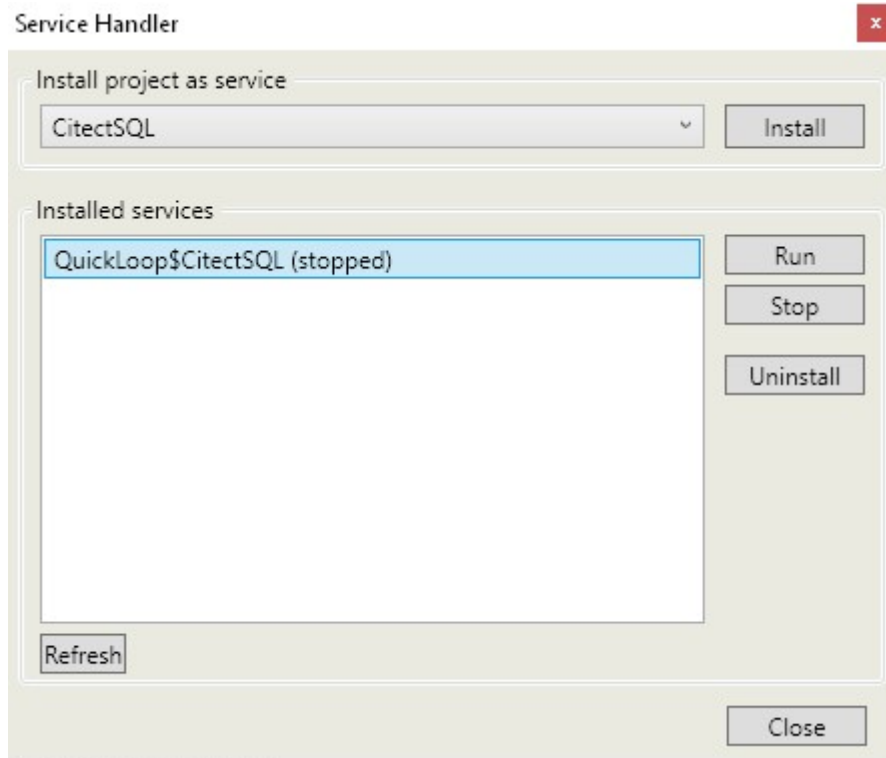 Service Handler
x
Install project as service
CitectSQL
Install
Installed services
QuickLoop$CitectSQL (stopped)
Run
Stop
Uninstall
Refresh
Close